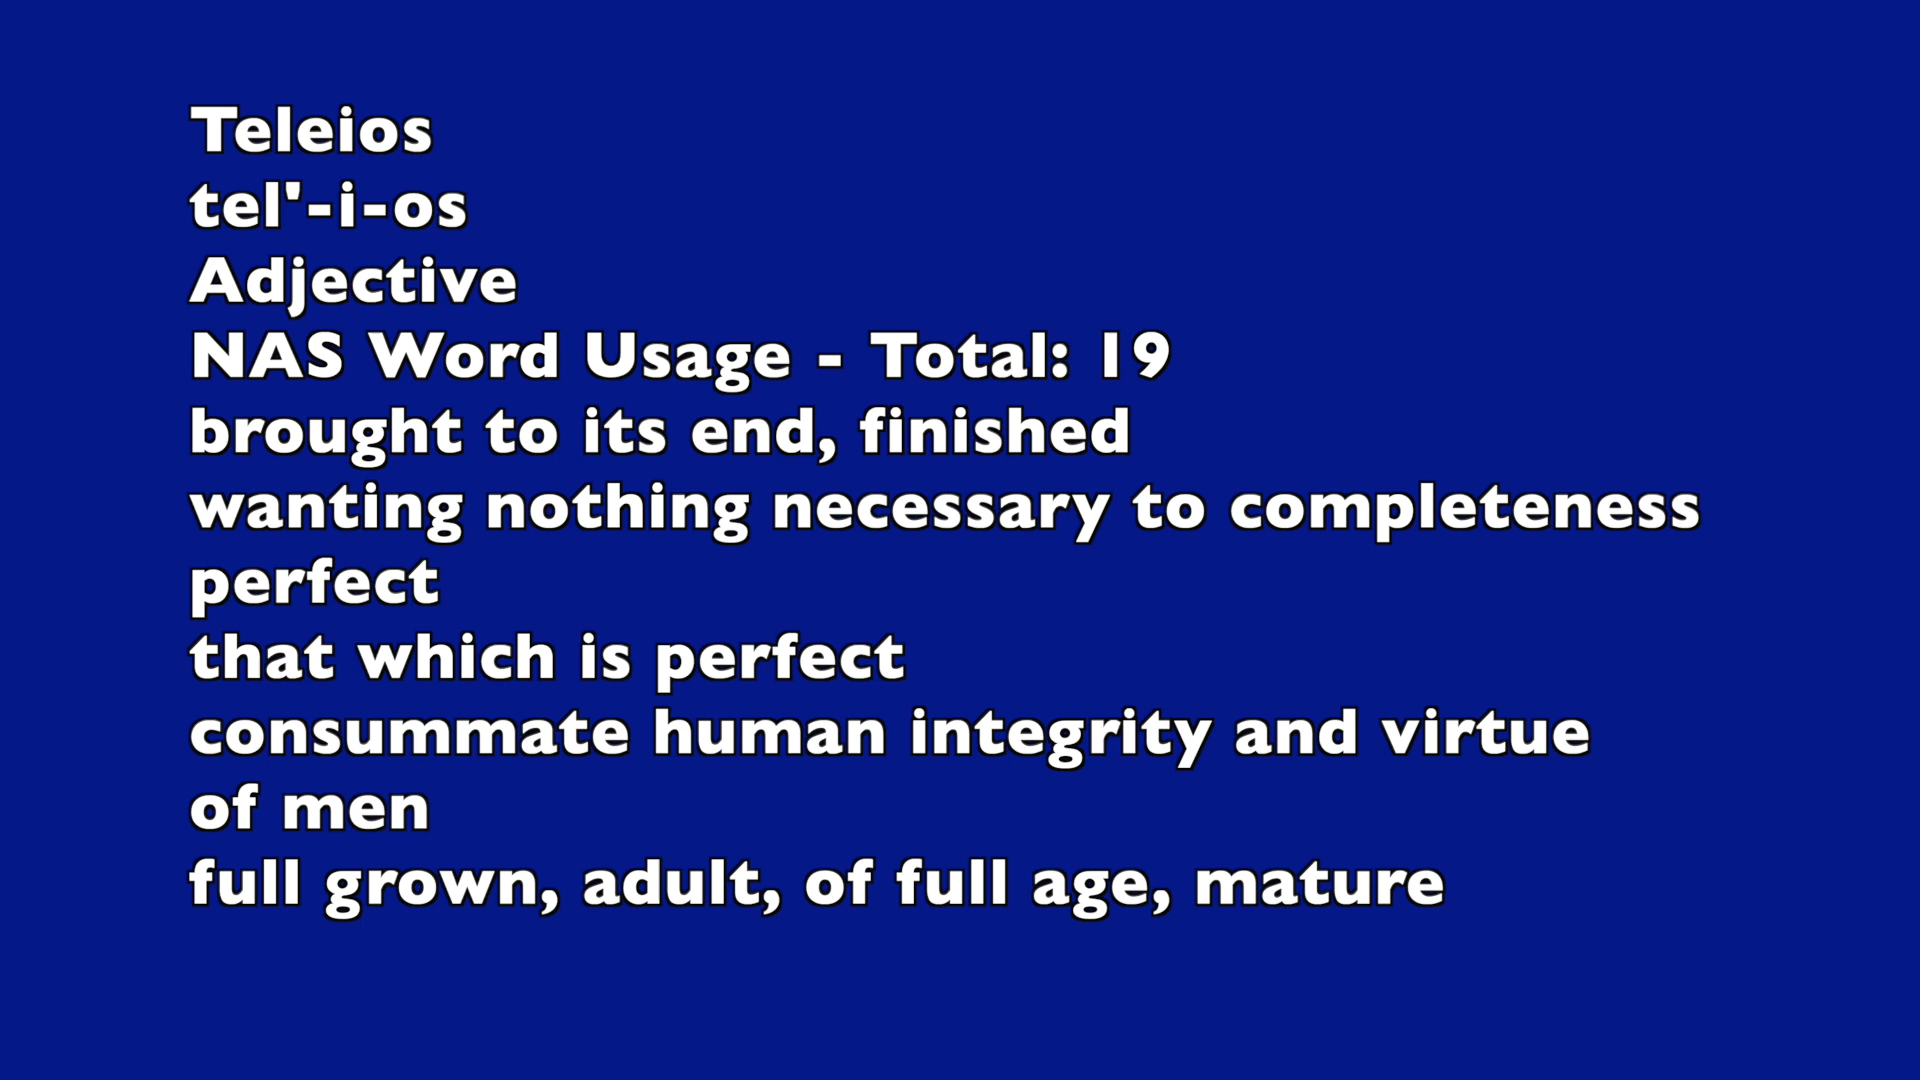 Teleios
tel'-i-os
Adjective
NAS Word Usage - Total: 19
brought to its end, finished
wanting nothing necessary to completeness
perfect
that which is perfect
consummate human integrity and virtue
of men
full grown, adult, of full age, mature